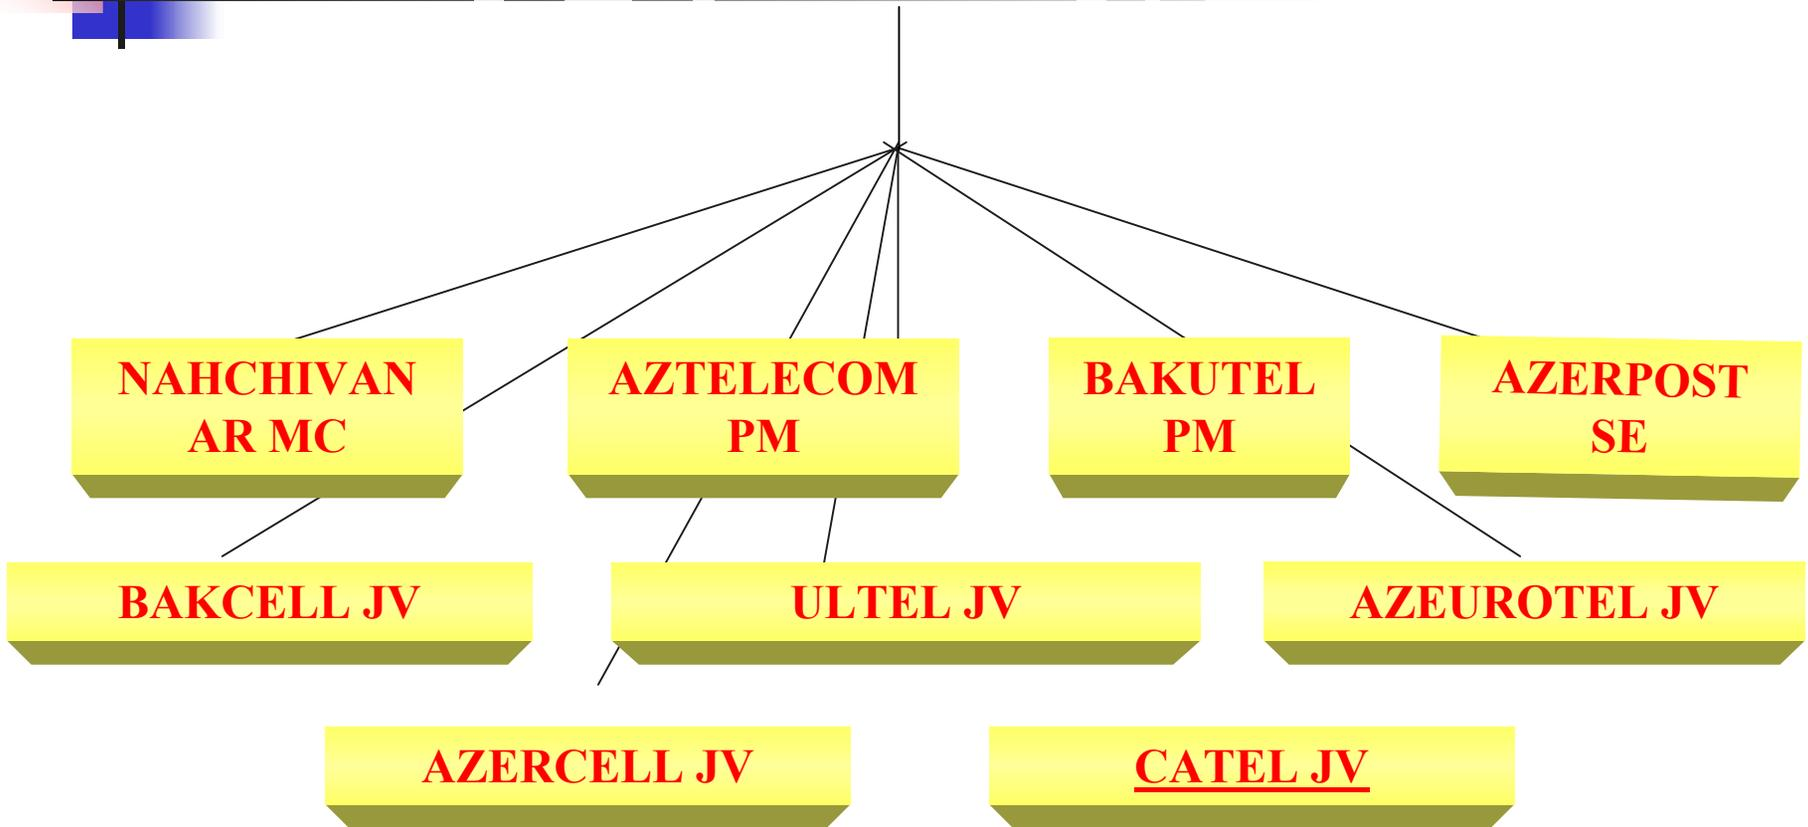 NAHCHIVAN
AR MC
AZTELECOM
PM
BAKUTEL
PM
AZERPOST
SE
BAKCELL JV
ULTEL JV
AZEUROTEL JV
AZERCELL JV
CATEL JV